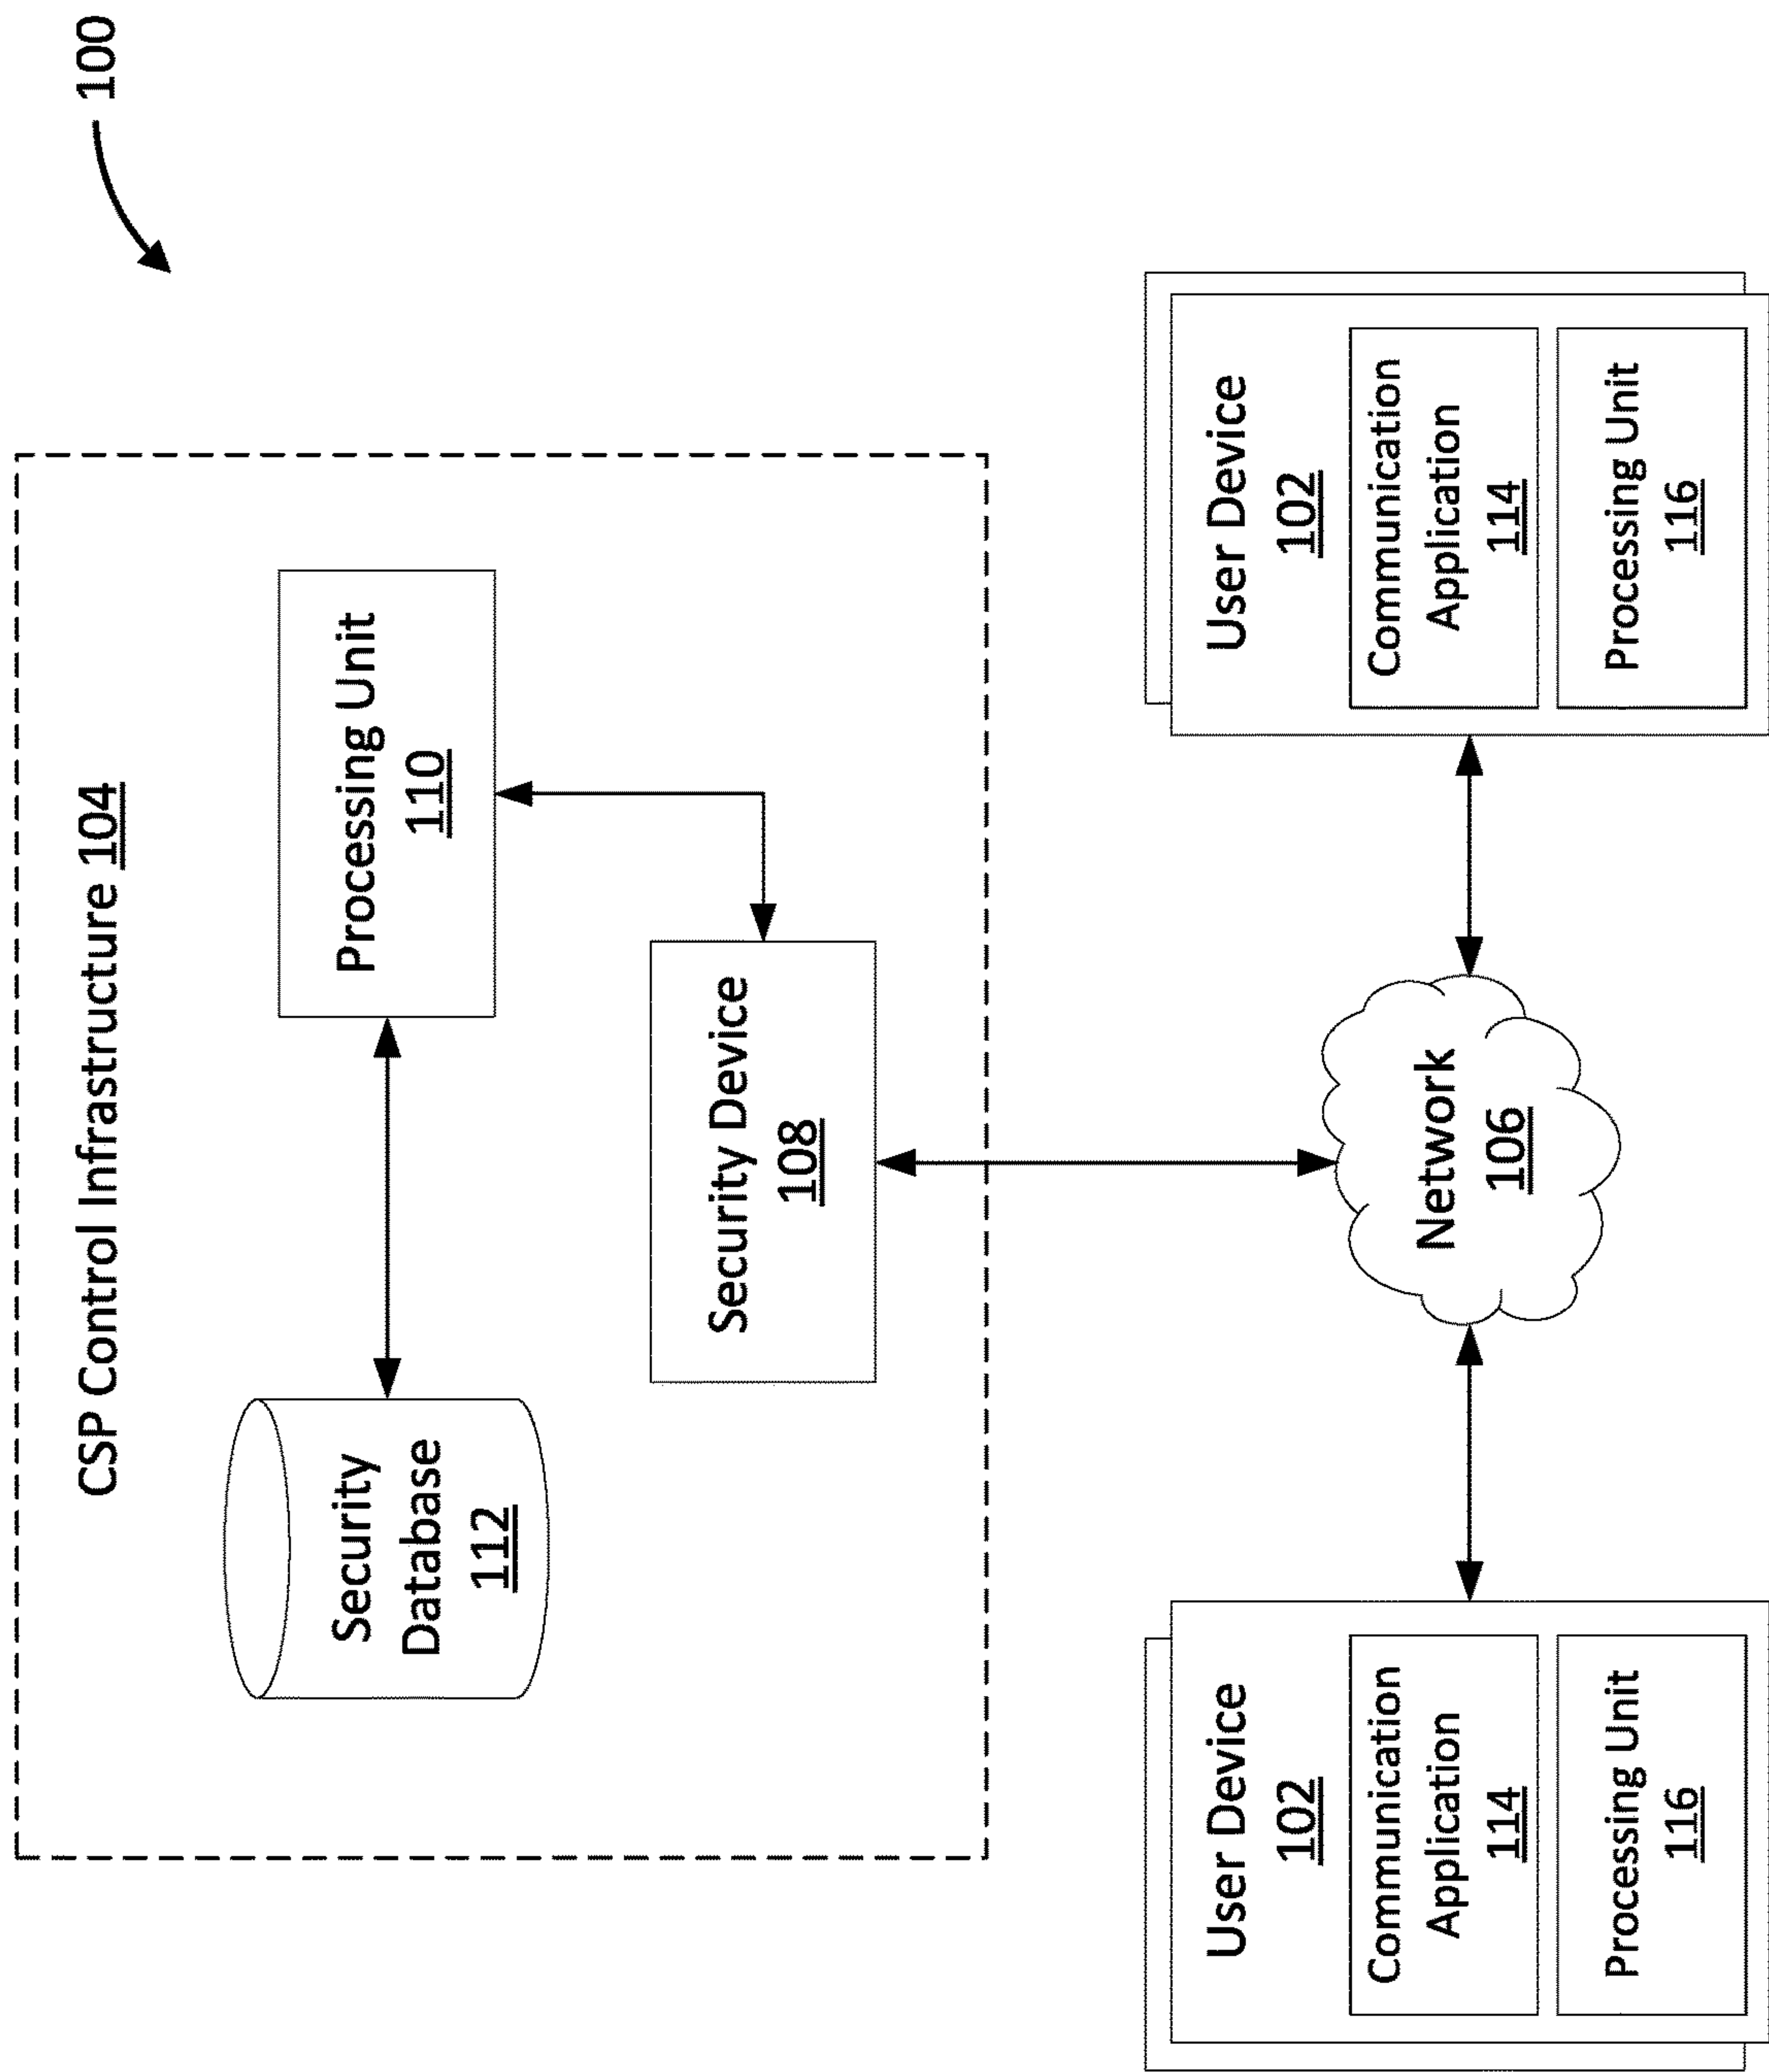 100
CSP Control Infrastructure 104
Security
Database
112
Processing Unit
110
Security Device
108
Network
106
User Device
102
Communication
Application
114
Processing Unit
116
User Device
102
Communication
Application
114
Processing Unit
116